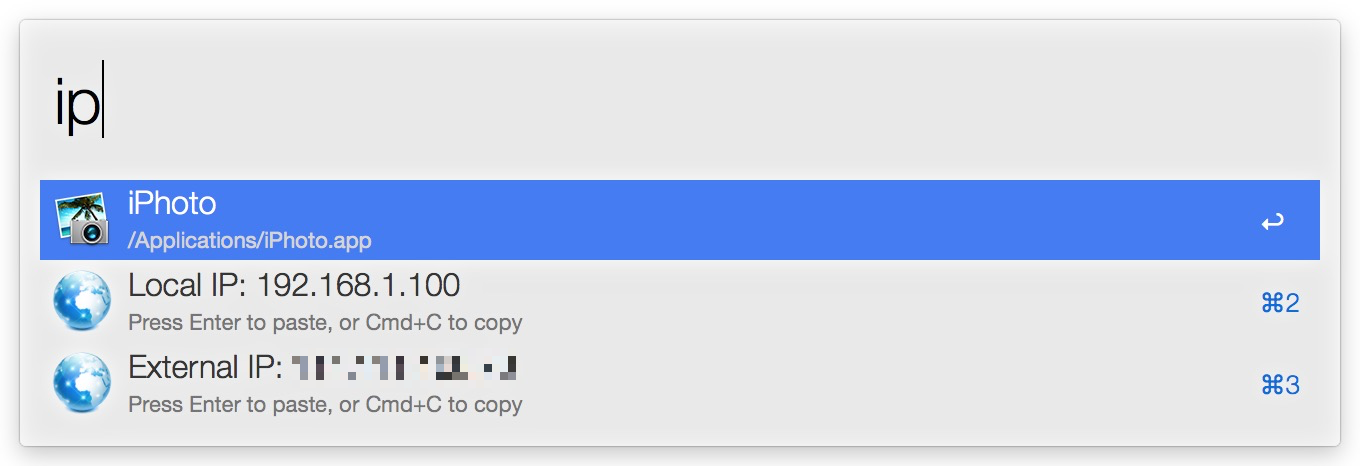 ip
iPhoto
/Applications/iPhoto.app
↩
Local IP: 192.168.1.100
Press Enter to paste, or Cmd+C to copy
⌘2
External IP:
Press Enter to paste, or Cmd+C to copy
⌘3